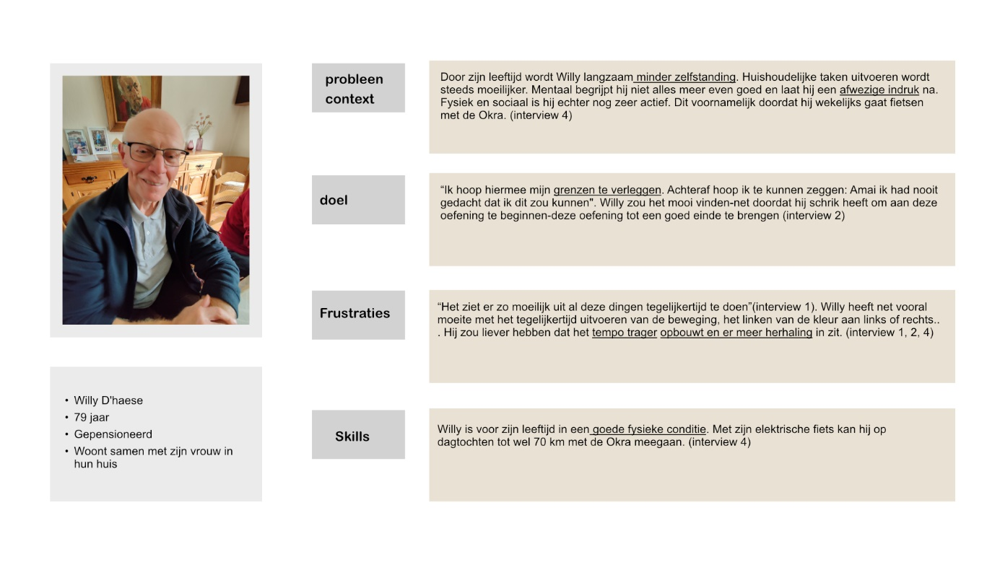 probleen
context
Door zijn leeftijd wordt Willy langzaam minder zelfstanding. Huishoudelijke taken uitvoeren wordt
steeds moeilijker. Mentaal begrijpt hij niet alles meer even goed en laat hij een afwezige indruk na.
Fysiek en sociaal is hij echter nog zeer actief. Dit voornamelijk doordat hij wekelijks gaat fietsen
met de Okra. (interview 4)
doel
“Ik hoop hiermee mijn grenzen te verleggen. Achteraf hoop ik te kunnen zeggen: Amai ik had nooit
gedacht dat ik dit zou kunnen". Willy zou het mooi vinden-net doordat hij schrik heeft om aan deze
oefening te beginnen-deze oefening tot een goed einde te brengen (interview 2)
Frustraties
“Het ziet er zo moeilijk uit al deze dingen tegelijkertijd te doen”(interview 1). Willy heeft net vooral
moeite met het tegelijkertijd uitvoeren van de beweging, het linken van de kleur aan links of rechts..
. Hij zou liever hebben dat het tempo trager opbouwt en er meer herhaling in zit. (interview 1, 2, 4)
• Willy D'haese
• 79 jaar
• Gepensioneerd
• Woont samen met zijn vrouw in
hun huis
Skills
Willy is voor zijn leeftijd in een goede fysieke conditie. Met zijn elektrische fiets kan hij op
dagtochten tot wel 70 km met de Okra meegaan. (interview 4)